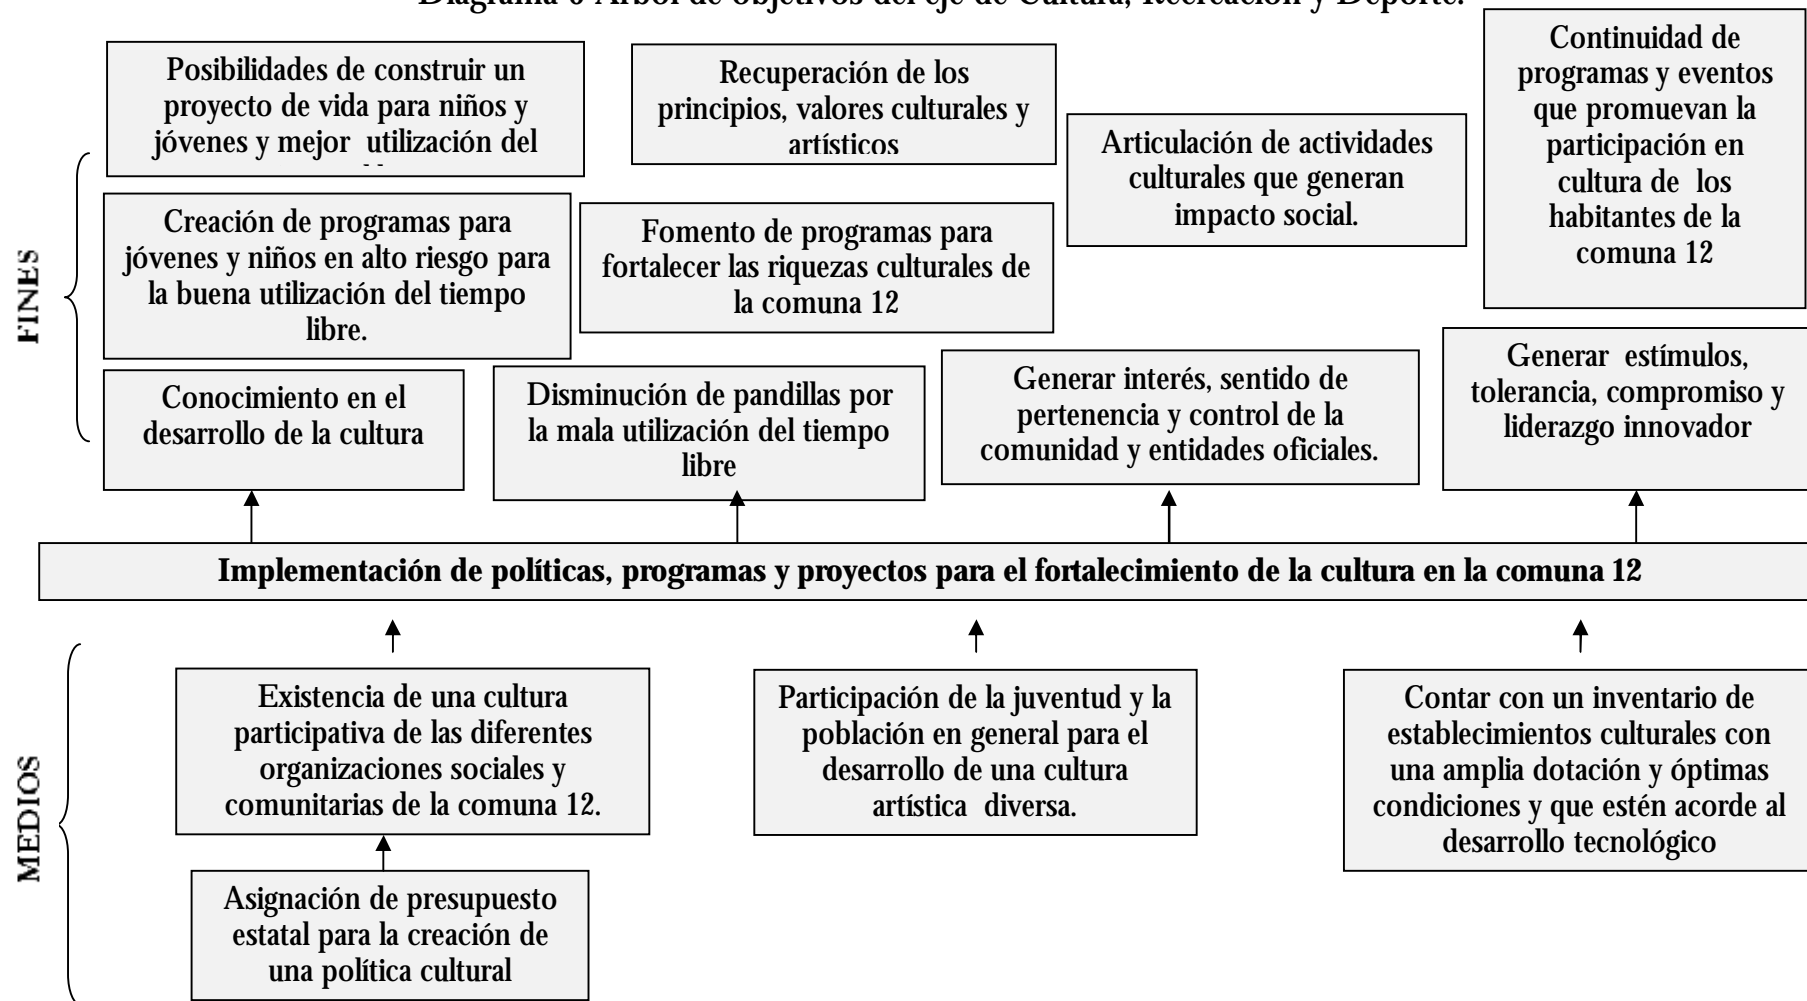 Diagrama 6 Árbol de objetivos del eje de Cultura, Recreación y Deporte.
Posibilidades de construir un
proyecto de vida para niños y
jóvenes y mejor utilización del
Recuperación de los
principios, valores culturales y
artísticos
Articulación de actividades
culturales que generan
impacto social.
Continuidad de
programas y eventos
que promuevan la
participación en
cultura de los
habitantes de la
comuna 12
FINES
Creación de programas para
jóvenes y niños en alto riesgo para
la buena utilización del tiempo
libre.
Fomento de programas para
fortalecer las riquezas culturales de
la comuna 12
Conocimiento en el
desarrollo de la cultura
Disminución de pandillas por
la mala utilización del tiempo
libre
Generar interés, sentido de
pertenencia y control de la
comunidad y entidades oficiales.
Generar estímulos,
tolerancia, compromiso y
liderazgo innovador
Implementación de políticas, programas y proyectos para el fortalecimiento de la cultura en la comuna 12
MEDIOS
Existencia de una cultura
participativa de las diferentes
organizaciones sociales y
comunitarias de la comuna 12.
Participación de la juventud y la
población en general para el
desarrollo de una cultura
artística diversa.
Contar con un inventario de
establecimientos culturales con
una amplia dotación y óptimas
condiciones y que estén acorde al
desarrollo tecnológico
Asignación de presupuesto
estatal para la creación de
una política cultural